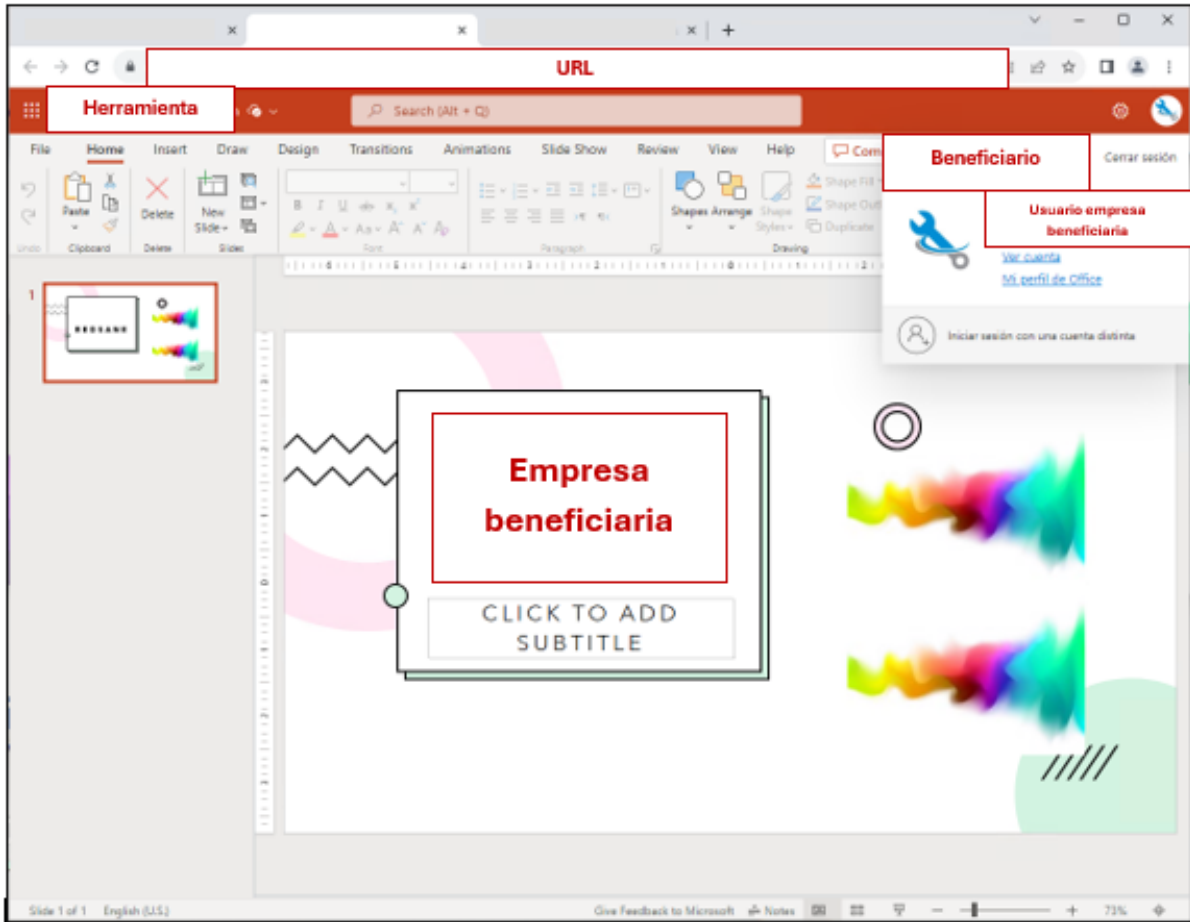 URL
Herramienta
Search (Alt + Q)
File Home Insert Draw Design Transitions Animations Slide Show Review View Help
Beneficiario
Cerrar sesión
Paste
Delete
New Slide
Shapes Arrange Shape Styles
Shape Fill
Duplicate
Undo Clipboard Delete Slides Font Paragraph Drawing
Usuario empresa
beneficiaria
Ver cuenta
Mi perfil de Office
Iniciar sesión con una cuenta distinta
1
Empresa
beneficiaria
CLICK TO ADD
SUBTITLE
Slide 1 of 1 English (U.S.) Give Feedback to Microsoft Notes 73%